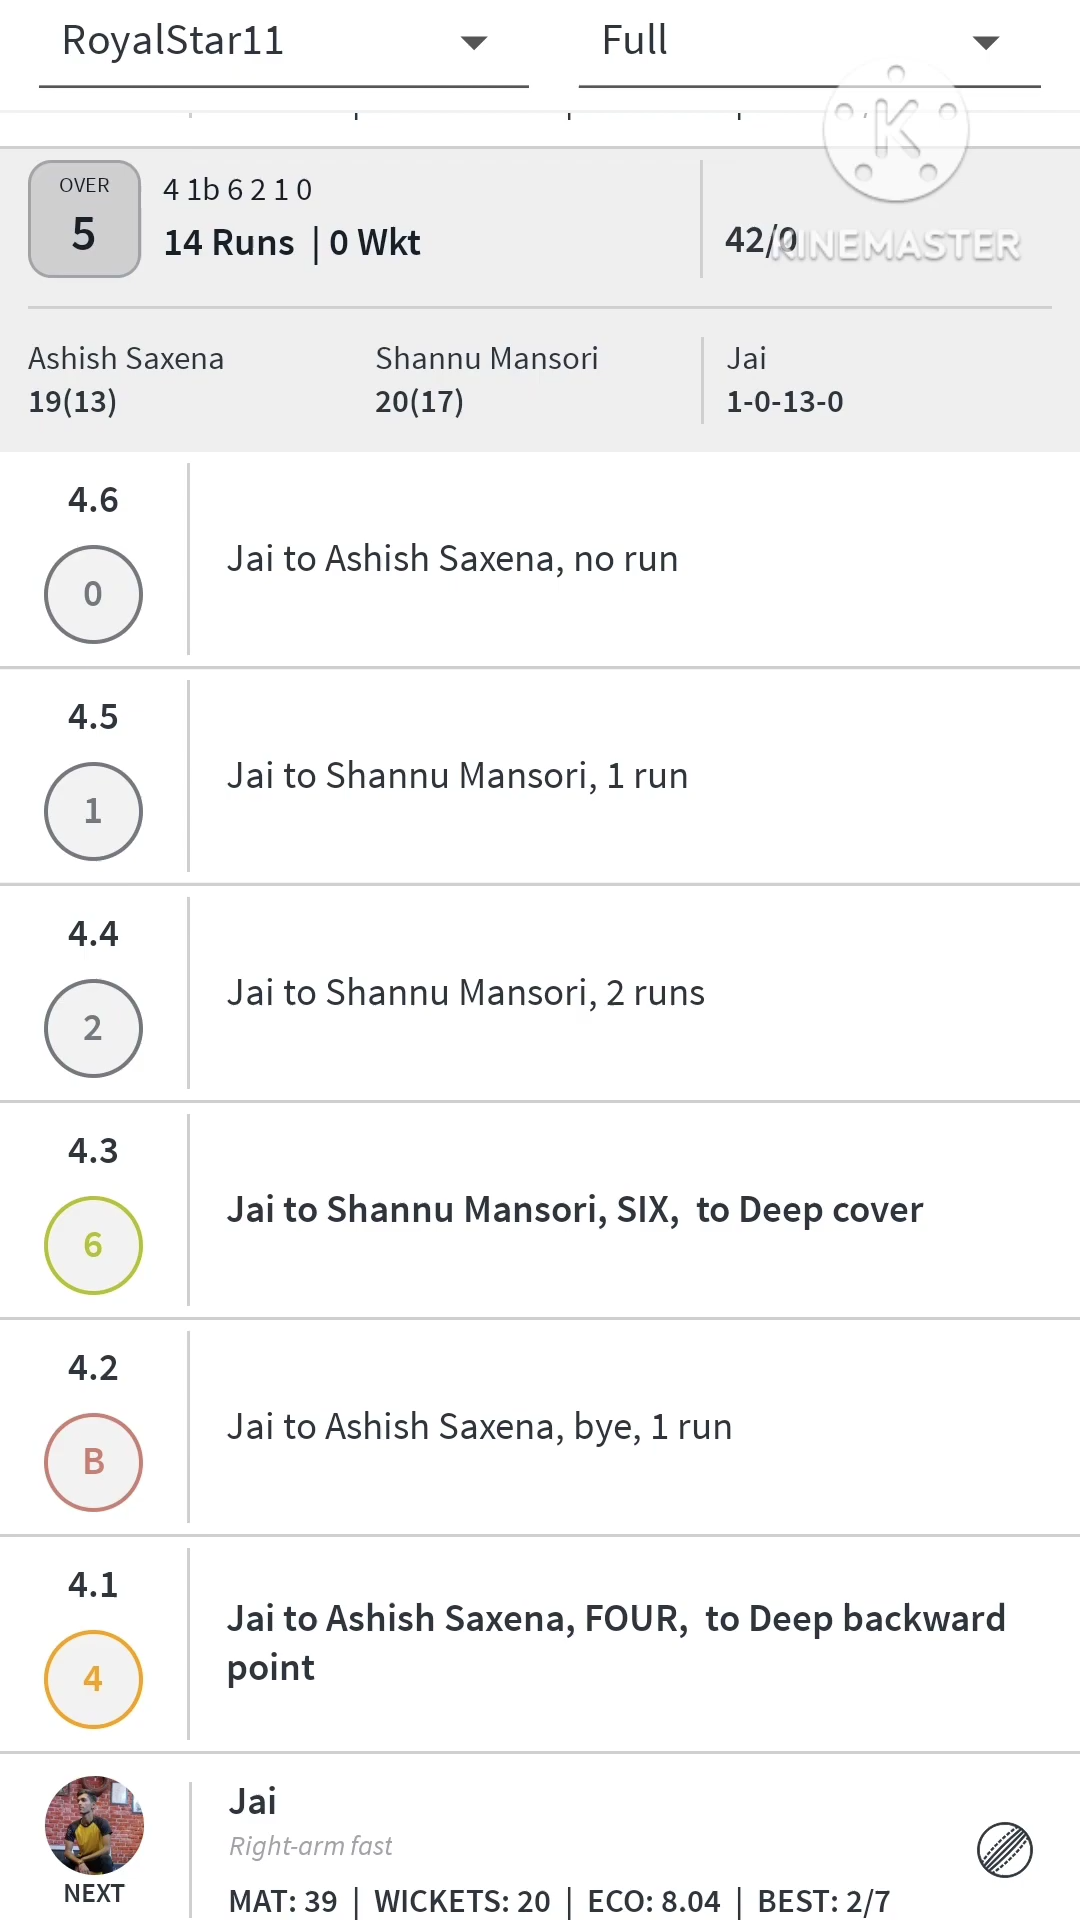 RoyalStar11
Full
K
OVER
5
4 1b 6 2 1 0
14 Runs | 0 Wkt
42/0
KINEMASTER
Ashish Saxena
19(13)
Shannu Mansori
20(17)
Jai
1-0-13-0
4.6
0
Jai to Ashish Saxena, no run
4.5
1
Jai to Shannu Mansori, 1 run
4.4
2
Jai to Shannu Mansori, 2 runs
4.3
6
Jai to Shannu Mansori, SIX, to Deep cover
4.2
B
Jai to Ashish Saxena, bye, 1 run
4.1
4
Jai to Ashish Saxena, FOUR, to Deep backward
point
NEXT
Jai
Right-arm fast
MAT: 39 | WICKETS: 20 | ECO: 8.04 | BEST: 2/7